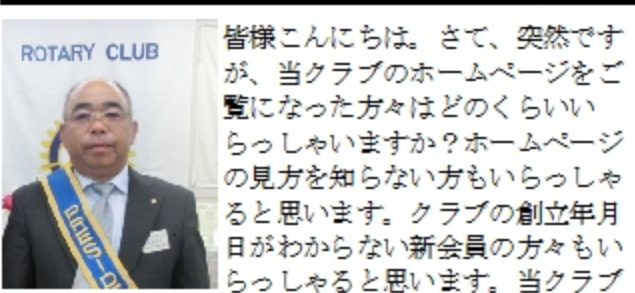 ROTARY CLUB
PRESI-D
皆様こんにちは。さて、突然です
が、当クラブのホームページをご
覧になった方々はどのくらいい
らっしゃいますか？ホームページ
の見方を知らない方もいらっしゃ
ると思います。クラブの創立年月
日がわからない新会員の方々もい
らっしゃると思います。当クラブ